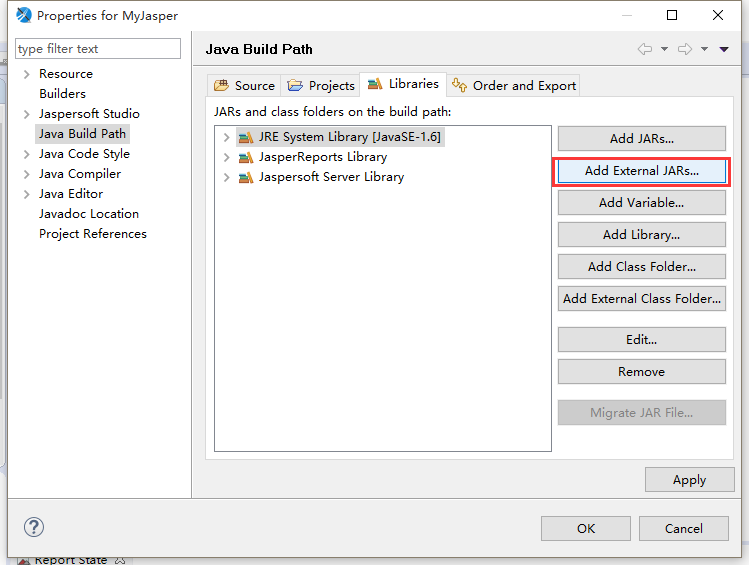 Properties for MyJasper
type filter text
Resource
Builders
Jaspersoft Studio
Java Build Path
Java Code Style
Java Compiler
Java Editor
Javadoc Location
Project References
Java Build Path
Source
Projects
Libraries
Order and Export
JARs and class folders on the build path:
JRE System Library [JavaSE-1.6]
JasperReports Library
Jaspersoft Server Library
Add JARs...
Add External JARs...
Add Variable...
Add Library...
Add Class Folder...
Add External Class Folder...
Edit...
Remove
Migrate JAR File...
Apply
?
OK
Cancel
Report State